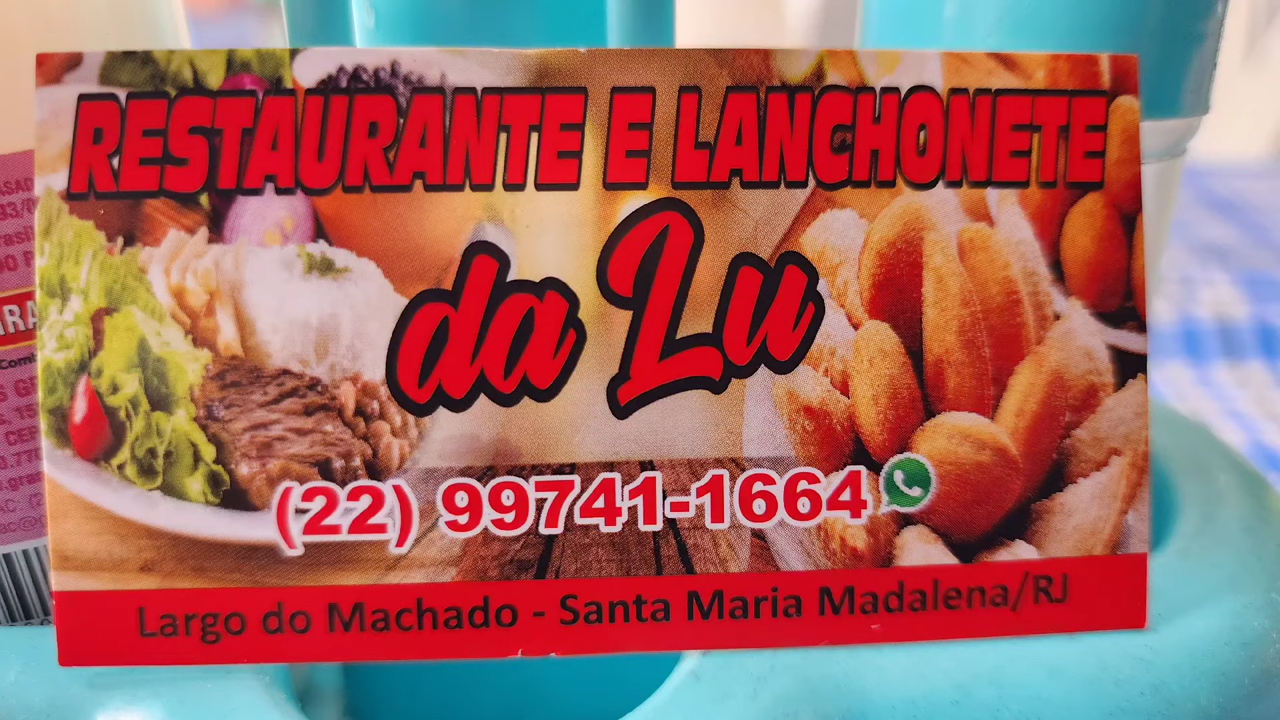 RESTAURANTE E LANCHONETE
da Lu
(22) 99741-1664
Largo do Machado - Santa Maria Madalena/RJ